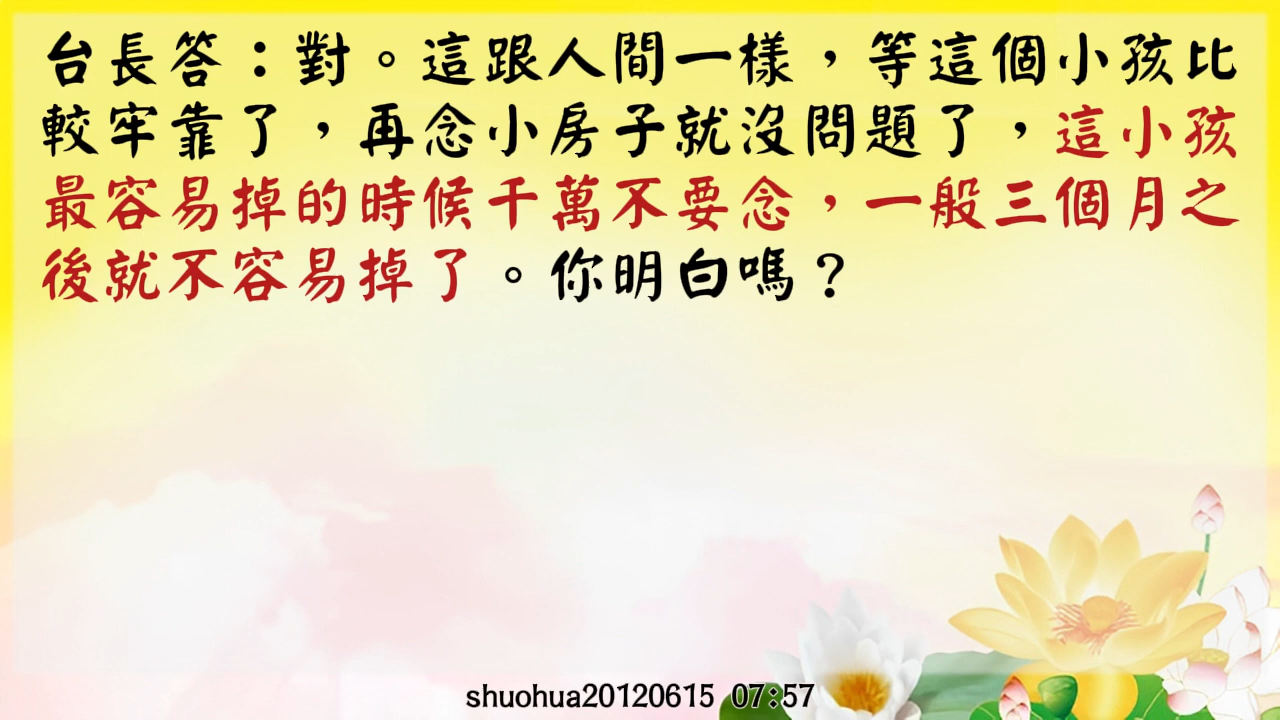 台長答：對。這跟人間一樣，等這個小孩比
較牢靠了，再念小房子就沒問題了，這小孩
最容易掉的時候千萬不要念，一般三個月之
後就不容易掉了。你明白嗎？
shuohua20120615 07:57